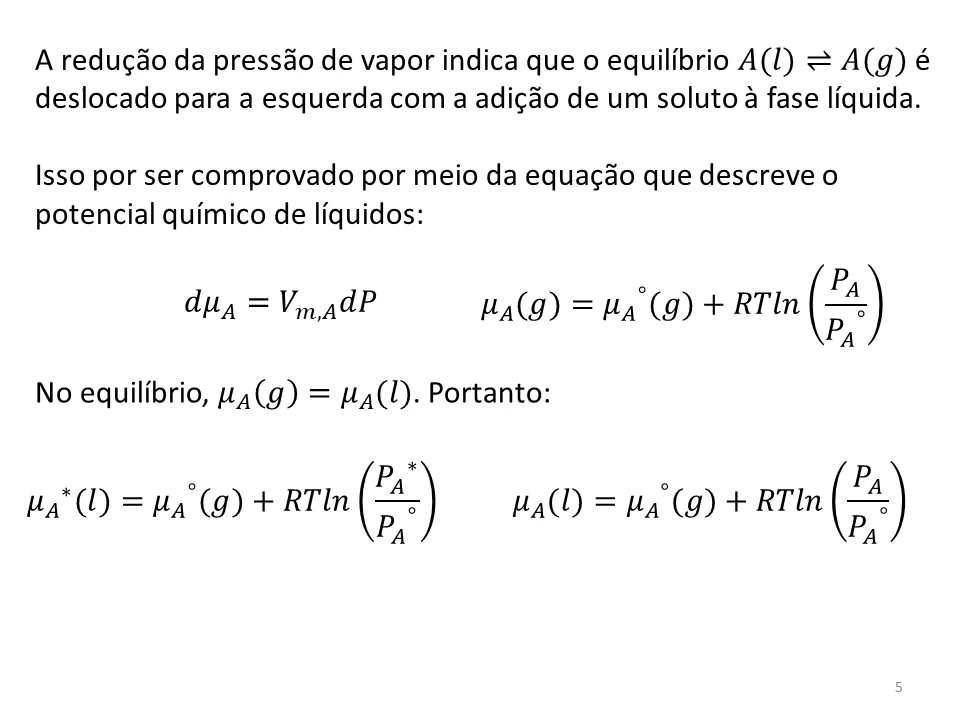 A redução da pressão de vapor indica que o equilíbrio A(l) ⇌ A(g) é
deslocado para a esquerda com a adição de um soluto à fase líquida.
Isso por ser comprovado por meio da equação que descreve o
potencial químico de líquidos:
dμ_A = V_{m,A}dP    μ_A(g) = μ_A°(g) + RTln(P_A/P_A°)
No equilíbrio, μ_A(g) = μ_A(l). Portanto:
μ_A*(l) = μ_A°(g) + RTln(P_A*/P_A°)    μ_A(l) = μ_A°(g) + RTln(P_A/P_A°)
5